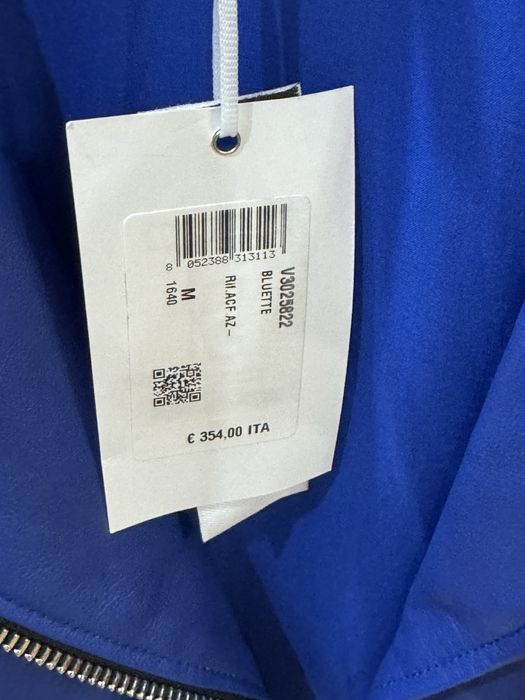 8 052388 313113
V3025822
BLUETTE
RII.ACF.AZ-
M
1640
€ 354,00 ITA